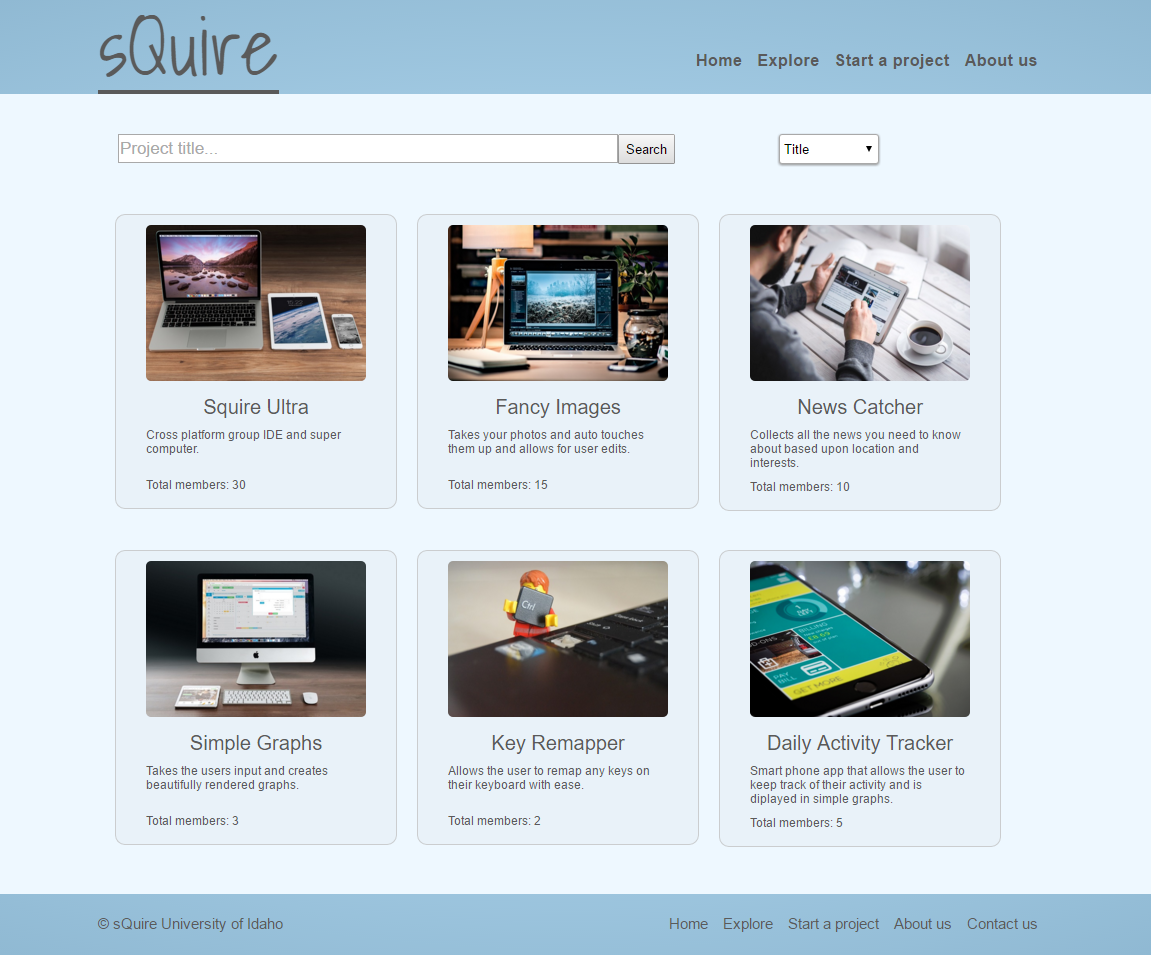 sQuire
Home Explore Start a project About us
Project title...
Search
Title
Squire Ultra
Cross platform group IDE and super
computer.
Total members: 30
Fancy Images
Takes your photos and auto touches
them up and allows for user edits.
Total members: 15
News Catcher
Collects all the news you need to know
about based upon location and
interests.
Total members: 10
Simple Graphs
Takes the users input and creates
beautifully rendered graphs.
Total members: 3
Ctrl
Key Remapper
Allows the user to remap any keys on
their keyboard with ease.
Total members: 2
BILLING
PAY
BILL
GET MORE
Daily Activity Tracker
Smart phone app that allows the user to
keep track of their activity and is
diplayed in simple graphs.
Total members: 5
© sQuire University of Idaho
Home Explore Start a project About us Contact us